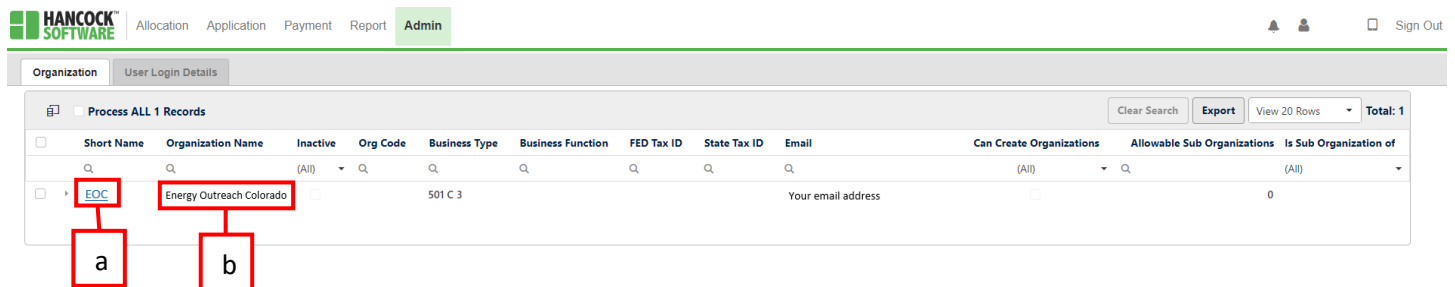 HANCOCK™ SOFTWARE Allocation Application Payment Report Admin Sign Out
Organization User Login Details
Process ALL 1 Records Clear Search Export View 20 Rows Total: 1
Short Name Organization Name Inactive Org Code Business Type Business Function FED Tax ID State Tax ID Email Can Create Organizations Allowable Sub Organizations Is Sub Organization of
(All) (All) (All)
EOC Energy Outreach Colorado 501 C 3 Your email address 0
a b